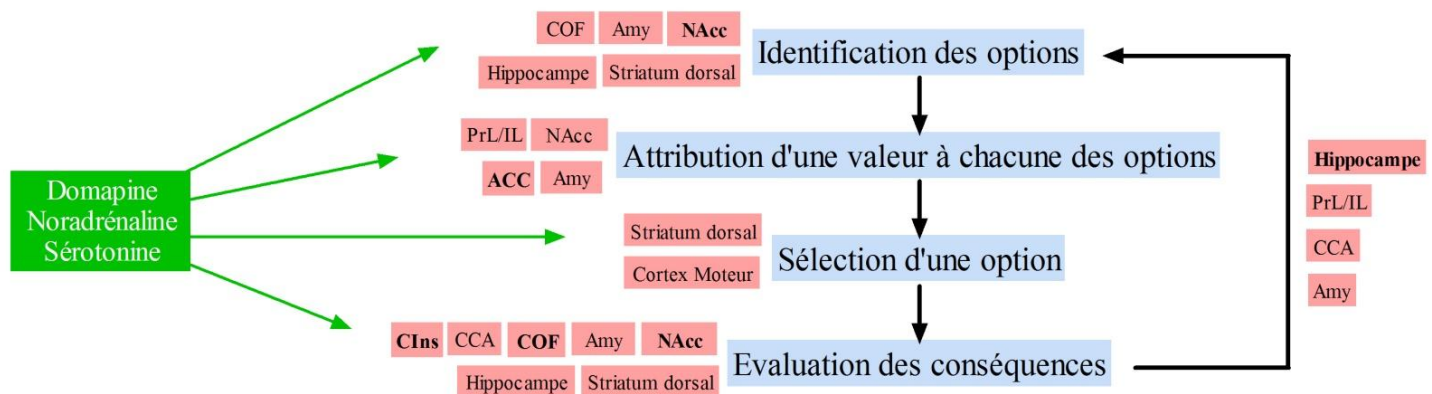 COF Amy NAcc
Identification des options
Hippocampe Striatum dorsal
PrL/IL NAcc
Attribution d'une valeur à chacune des options
ACC Amy
Domapine
Noradrénaline
Sérotonine
Striatum dorsal
Sélection d'une option
Cortex Moteur
CIns CCA COF Amy NAcc
Evaluation des conséquences
Hippocampe Striatum dorsal
Hippocampe
PrL/IL
CCA
Amy